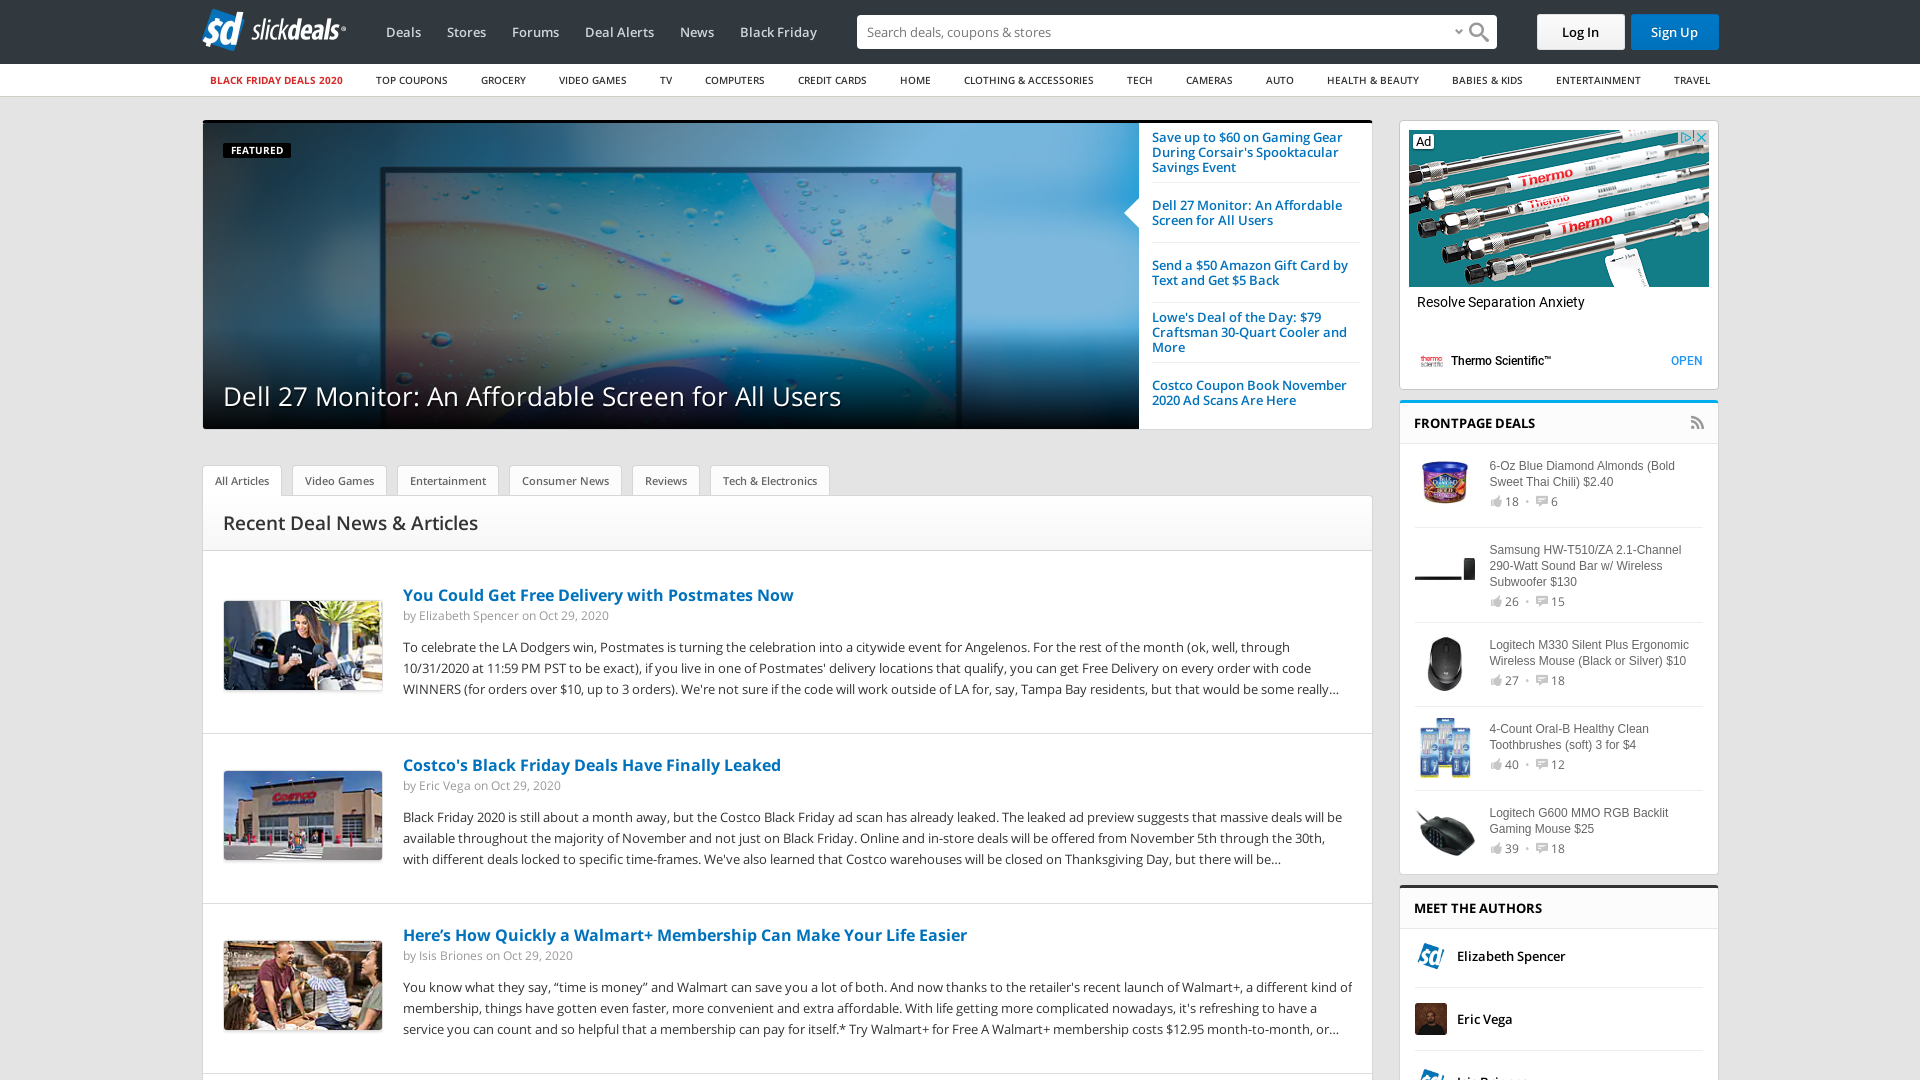 slickdeals
Deals
Stores
Forums
Deal Alerts
News
Black Friday
Search deals, coupons & stores
Log In
Sign Up
BLACK FRIDAY DEALS 2020
TOP COUPONS
GROCERY
VIDEO GAMES
TV
COMPUTERS
CREDIT CARDS
HOME
CLOTHING & ACCESSORIES
TECH
CAMERAS
AUTO
HEALTH & BEAUTY
BABIES & KIDS
ENTERTAINMENT
TRAVEL
FEATURED
Dell 27 Monitor: An Affordable Screen for All Users
Save up to $60 on Gaming Gear
During Corsair's Spooktacular
Savings Event
Dell 27 Monitor: An Affordable
Screen for All Users
Send a $50 Amazon Gift Card by
Text and Get $5 Back
Lowe's Deal of the Day: $79
Craftsman 30-Quart Cooler and
More
Costco Coupon Book November
2020 Ad Scans Are Here
All Articles
Video Games
Entertainment
Consumer News
Reviews
Tech & Electronics
Recent Deal News & Articles
You Could Get Free Delivery with Postmates Now
by Elizabeth Spencer on Oct 29, 2020
To celebrate the LA Dodgers win, Postmates is turning the celebration into a citywide event for Angelenos. For the rest of the month (ok, well, through
10/31/2020 at 11:59 PM PST to be exact), if you live in one of Postmates' delivery locations that qualify, you can get Free Delivery on every order with code
WINNERS (for orders over $10, up to 3 orders). We're not sure if the code will work outside of LA for, say, Tampa Bay residents, but that would be some really...
Costco's Black Friday Deals Have Finally Leaked
by Eric Vega on Oct 29, 2020
Black Friday 2020 is still about a month away, but the Costco Black Friday ad scan has already leaked. The leaked ad preview suggests that massive deals will be
available throughout the majority of November and not just on Black Friday. Online and in-store deals will be offered from November 5th through the 30th,
with different deals locked to specific time-frames. We've also learned that Costco warehouses will be closed on Thanksgiving Day, but there will be...
Here’s How Quickly a Walmart+ Membership Can Make Your Life Easier
by Isis Briones on Oct 29, 2020
You know what they say, “time is money” and Walmart can save you a lot of both. And now thanks to the retailer's recent launch of Walmart+, a different kind of
membership, things have gotten even faster, more convenient and extra affordable. With life getting more complicated nowadays, it's refreshing to have a
service you can count and so helpful that a membership can pay for itself.* Try Walmart+ for Free A Walmart+ membership costs $12.95 month-to-month, or...
Ad
Thermo
Thermo
Thermo
Resolve Separation Anxiety
Thermo Scientific™
OPEN
FRONTPAGE DEALS
6-Oz Blue Diamond Almonds (Bold
Sweet Thai Chili) $2.40
18 • 6
Samsung HW-T510/ZA 2.1-Channel
290-Watt Sound Bar w/ Wireless
Subwoofer $130
26 • 15
Logitech M330 Silent Plus Ergonomic
Wireless Mouse (Black or Silver) $10
27 • 18
4-Count Oral-B Healthy Clean
Toothbrushes (soft) 3 for $4
40 • 12
Logitech G600 MMO RGB Backlit
Gaming Mouse $25
39 • 18
MEET THE AUTHORS
Elizabeth Spencer
Eric Vega